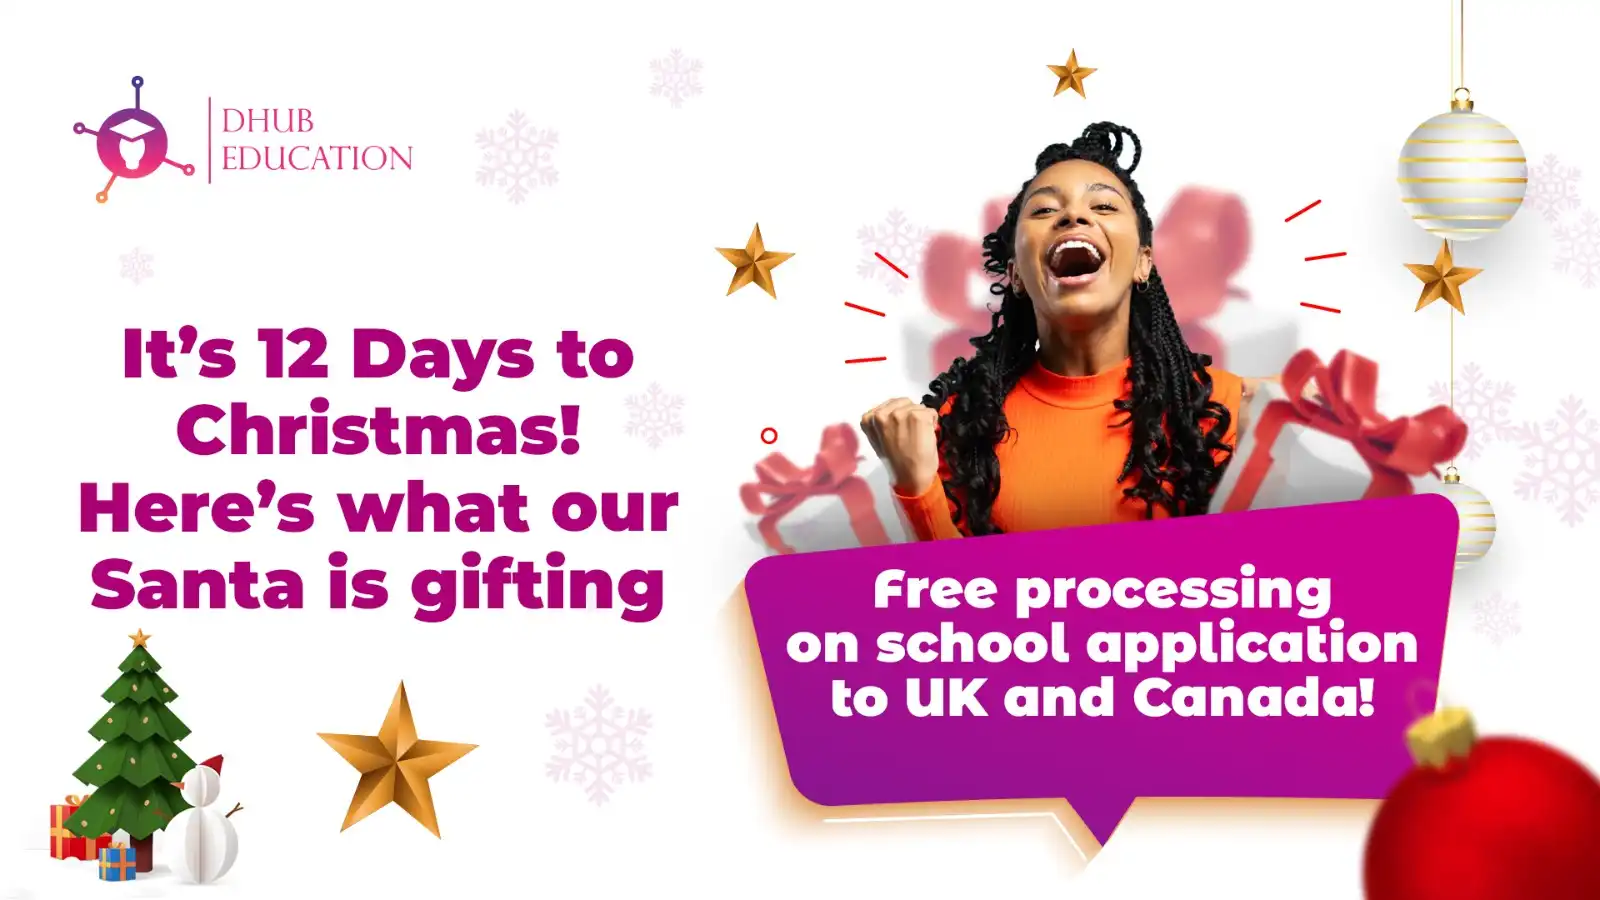 DHUB
EDUCATION
It’s 12 Days to
Christmas!
Here’s what our
Santa is gifting
Free processing
on school application
to UK and Canada!